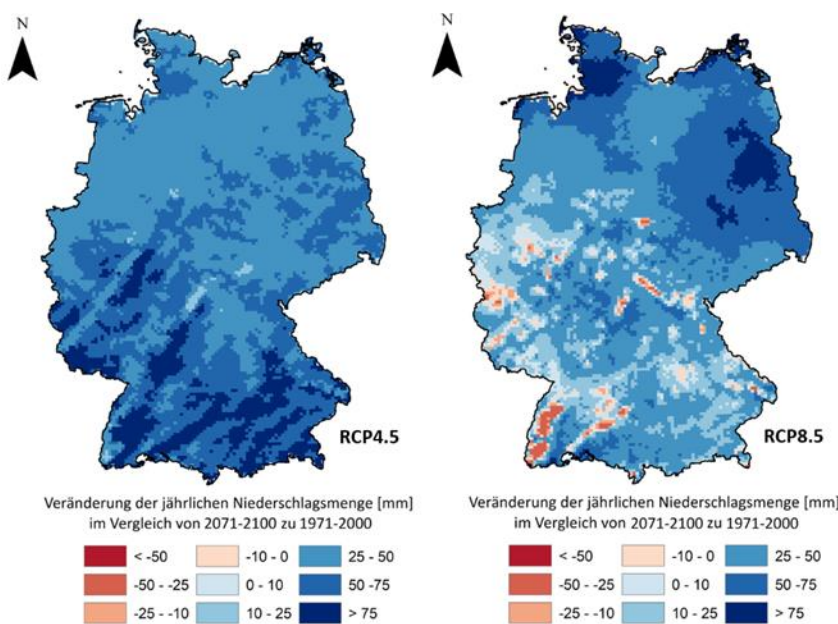 N
RCP4.5
Veränderung der jährlichen Niederschlagsmenge [mm]
im Vergleich von 2071-2100 zu 1971-2000
< -50
-10 - 0
25 - 50
-50 - -25
0 - 10
50 -75
-25 - -10
10 - 25
> 75
N
RCP8.5
Veränderung der jährlichen Niederschlagsmenge [mm]
im Vergleich von 2071-2100 zu 1971-2000
< -50
-10 - 0
25 - 50
-50 - -25
0 - 10
50 -75
-25 - -10
10 - 25
> 75